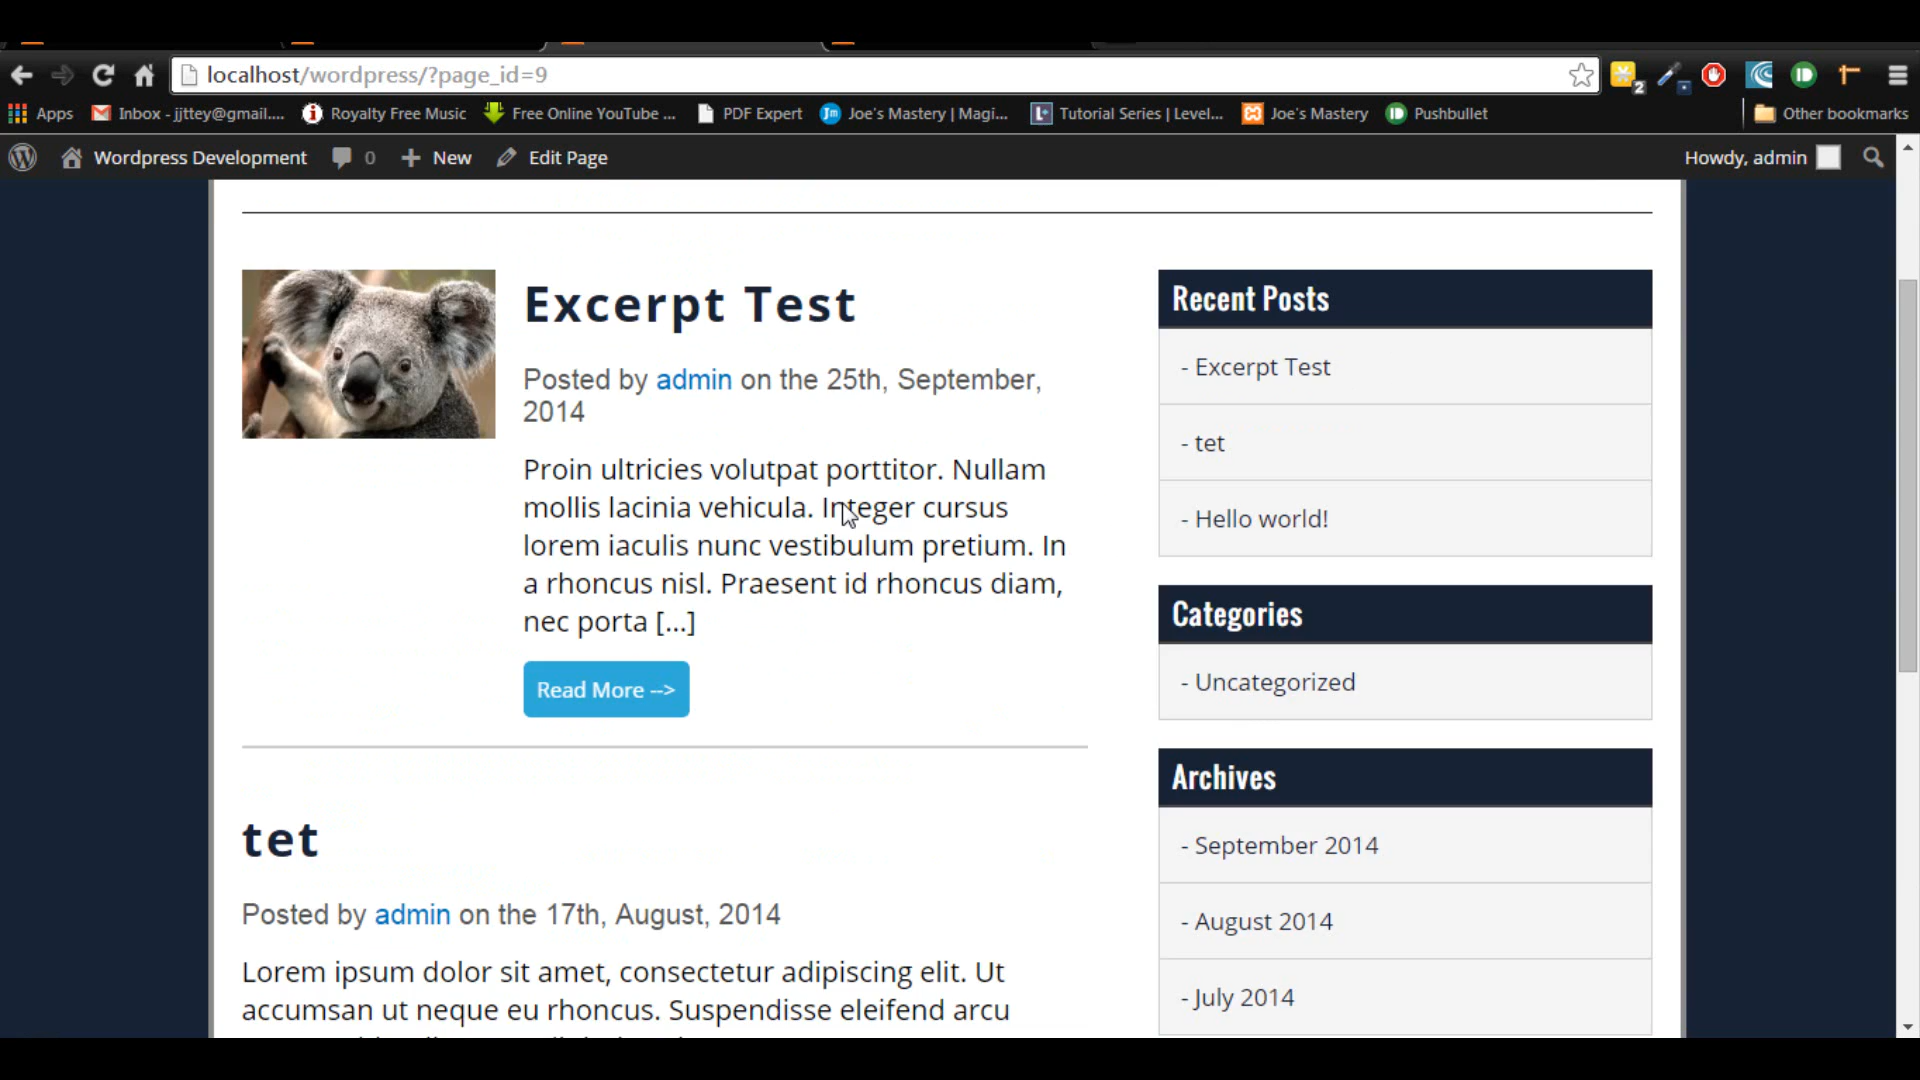 localhost/wordpress/?page_id=9
2
Apps Inbox - jjttey@gmail.... Royalty Free Music Free Online YouTube ... PDF Expert Joe's Mastery | Magi... Tutorial Series | Level... Joe's Mastery Pushbullet Other bookmarks
Wordpress Development 0 New Edit Page Howdy, admin
Excerpt Test
Posted by admin on the 25th, September,
2014
Proin ultricies volutpat porttitor. Nullam
mollis lacinia vehicula. Integer cursus
lorem iaculis nunc vestibulum pretium. In
a rhoncus nisl. Praesent id rhoncus diam,
nec porta [...]
Read More -->
tet
Posted by admin on the 17th, August, 2014
Lorem ipsum dolor sit amet, consectetur adipiscing elit. Ut
accumsan ut neque eu rhoncus. Suspendisse eleifend arcu
Recent Posts
- Excerpt Test
- tet
- Hello world!
Categories
- Uncategorized
Archives
- September 2014
- August 2014
- July 2014